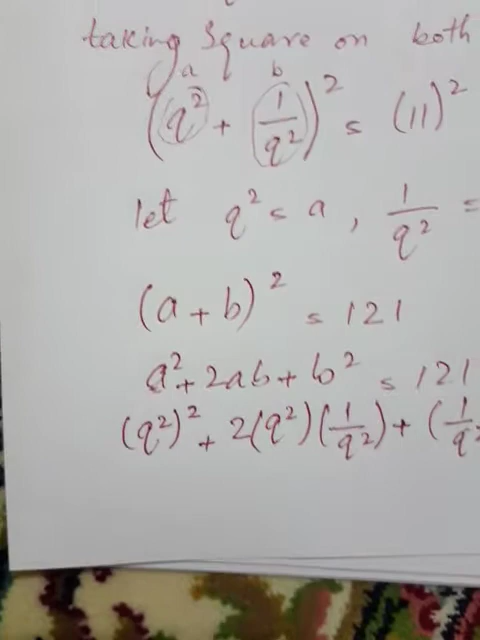 taking square on both
a b
(q² + 1/q²)² = (11)²
let q² = a, 1/q² =
(a + b)² = 121
a² + 2ab + b² = 121
(q²)² + 2(q²)(1/q²) + (1/q²